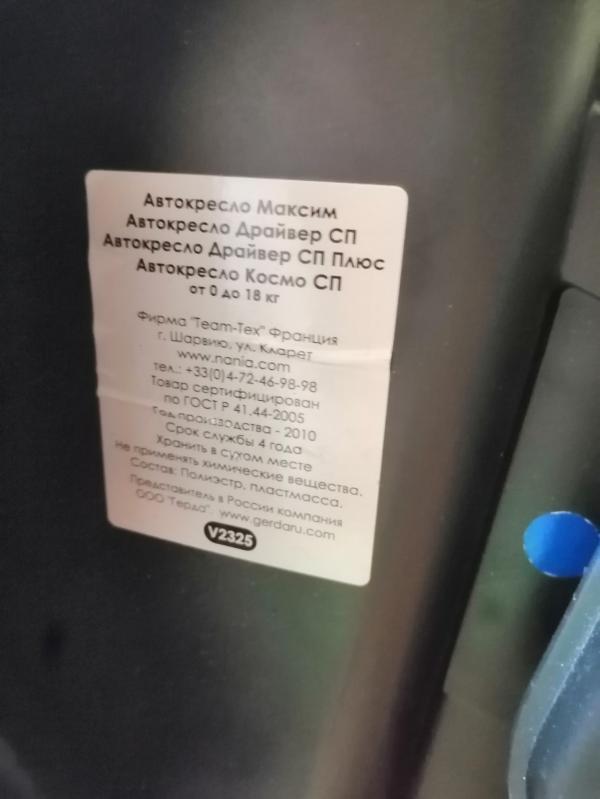 Автокресло Максим
Автокресло Драйвер СП
Автокресло Драйвер СП Плюс
Автокресло Космо СП
от 0 до 18 кг
Фирма "Team-Tex" Франция
г. Шарвию, ул. Кларет
www.nania.com
тел.: +33(0)4-72-46-98-98
Товар сертифицирован
по ГОСТ Р 41.44-2005
Год производства - 2010
Срок службы 4 года
Хранить в сухом месте
Не применять химические вещества.
Состав: Полиэстр, пластмасса.
Представитель в России компания
ООО "Герда". www.gerdaru.com
V2325